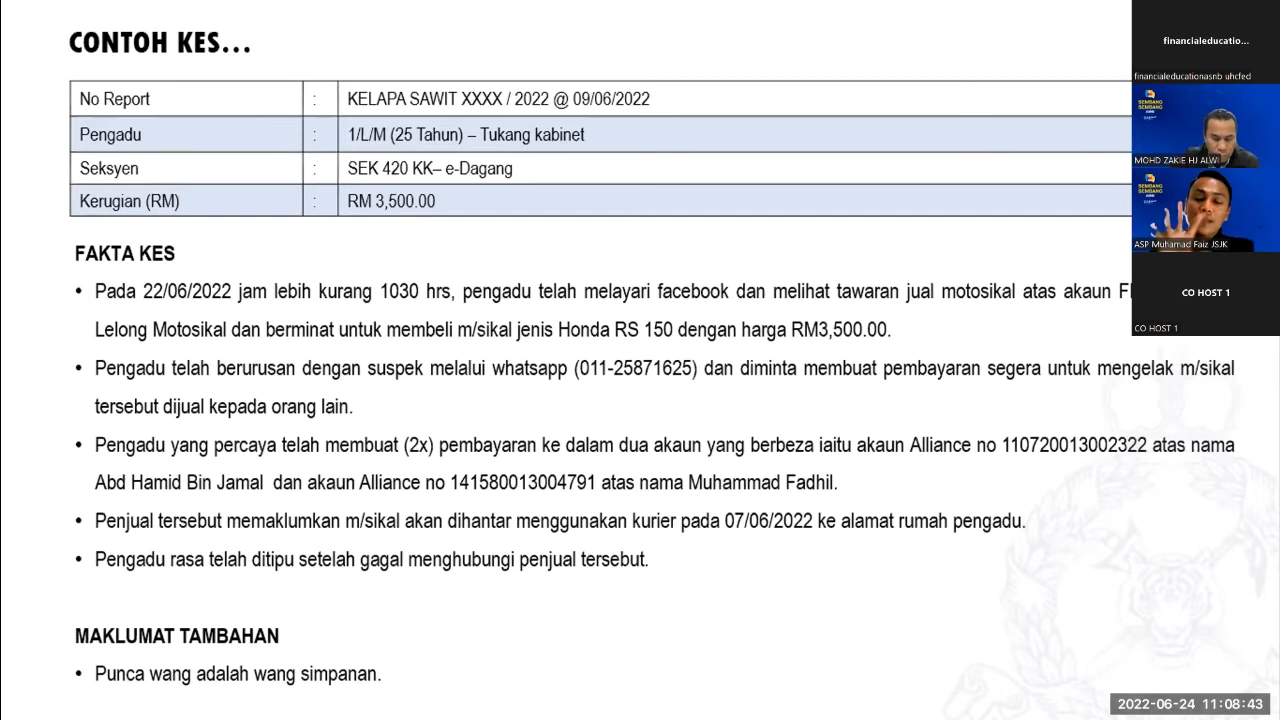 CONTOH KES...
No Report : KELAPA SAWIT XXXX / 2022 @ 09/06/2022
Pengadu : 1/L/M (25 Tahun) – Tukang kabinet
Seksyen : SEK 420 KK– e-Dagang
Kerugian (RM) : RM 3,500.00
FAKTA KES
• Pada 22/06/2022 jam lebih kurang 1030 hrs, pengadu telah melayari facebook dan melihat tawaran jual motosikal atas akaun
Lelong Motosikal dan berminat untuk membeli m/sikal jenis Honda RS 150 dengan harga RM3,500.00.
• Pengadu telah berurusan dengan suspek melalui whatsapp (011-25871625) dan diminta membuat pembayaran segera untuk mengelak m/sikal
tersebut dijual kepada orang lain.
• Pengadu yang percaya telah membuat (2x) pembayaran ke dalam dua akaun yang berbeza iaitu akaun Alliance no 110720013002322 atas nama
Abd Hamid Bin Jamal dan akaun Alliance no 141580013004791 atas nama Muhammad Fadhil.
• Penjual tersebut memaklumkan m/sikal akan dihantar menggunakan kurier pada 07/06/2022 ke alamat rumah pengadu.
• Pengadu rasa telah ditipu setelah gagal menghubungi penjual tersebut.
MAKLUMAT TAMBAHAN
• Punca wang adalah wang simpanan.
financialeducatio...
financialeducationasnb uhcfed
SEMBANG
SEMBANG
MOHD ZAKIE HJ ALWI
SEMBANG
SEMBANG
ASP Muhamad Faiz JSJK
CO HOST 1
CO HOST 1
2022-06-24 11:08:43